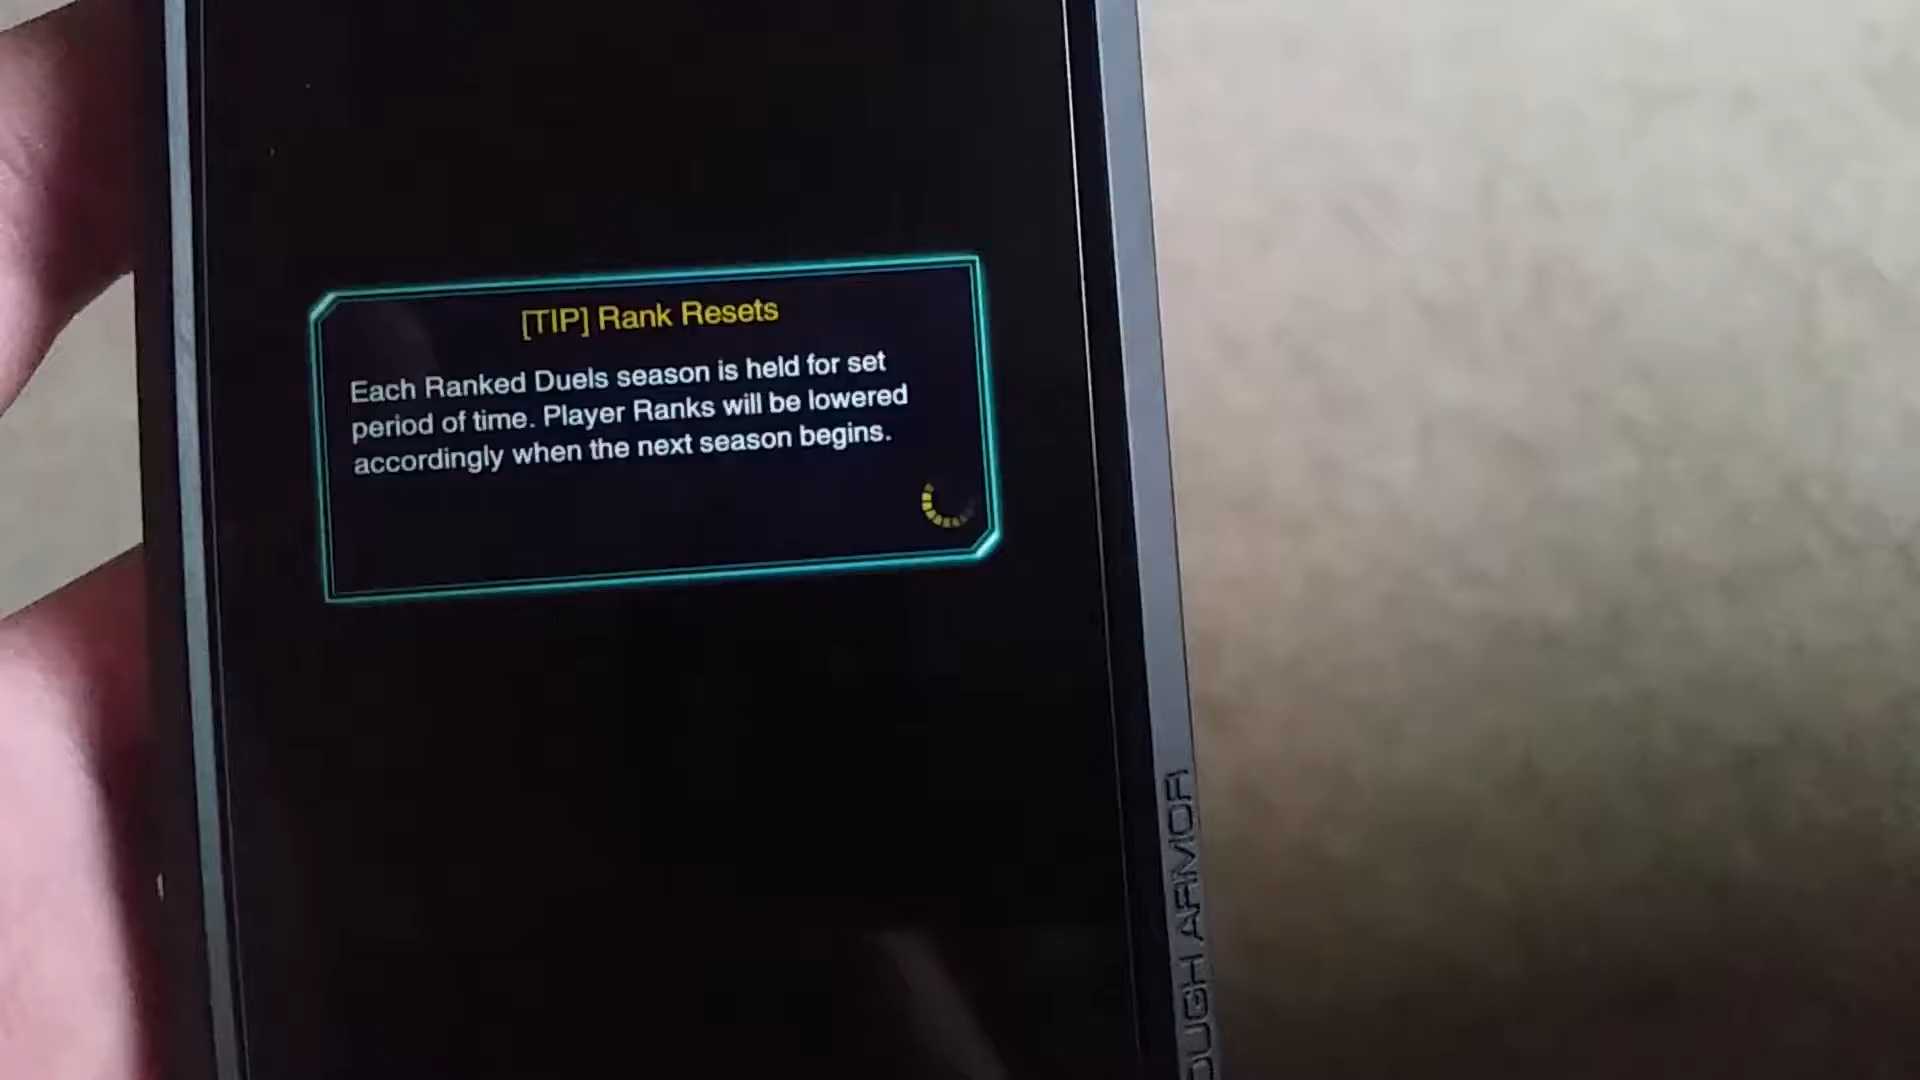 [TIP] Rank Resets
Each Ranked Duels season is held for set
period of time. Player Ranks will be lowered
accordingly when the next season begins.
OUGH ARMOR